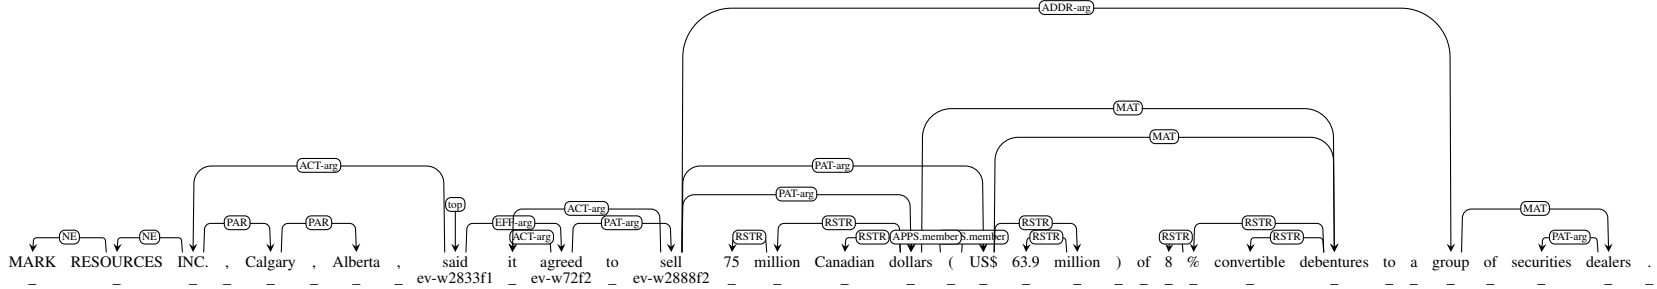 ADDR-arg
MAT
MAT
ACT-arg PAT-arg
PAT-arg
top ACT-arg MAT
PAR PAR EFF-arg PAT-arg RSTR RSTR RSTR
NE NE ACT-arg RSTR RSTR APPS.member S.member RSTR RSTR RSTR PAT-arg
MARK RESOURCES INC. , Calgary , Alberta , said it agreed to sell 75 million Canadian dollars ( US$ 63.9 million ) of 8 % convertible debentures to a group of securities dealers .
_ _ _ _ _ _ _ _ ev-w2833f1 _ ev-w72f2 _ ev-w2888f2 _ _ _ _ _ _ _ _ _ _ _ _ _ _ _ _ _ _ _ _ _